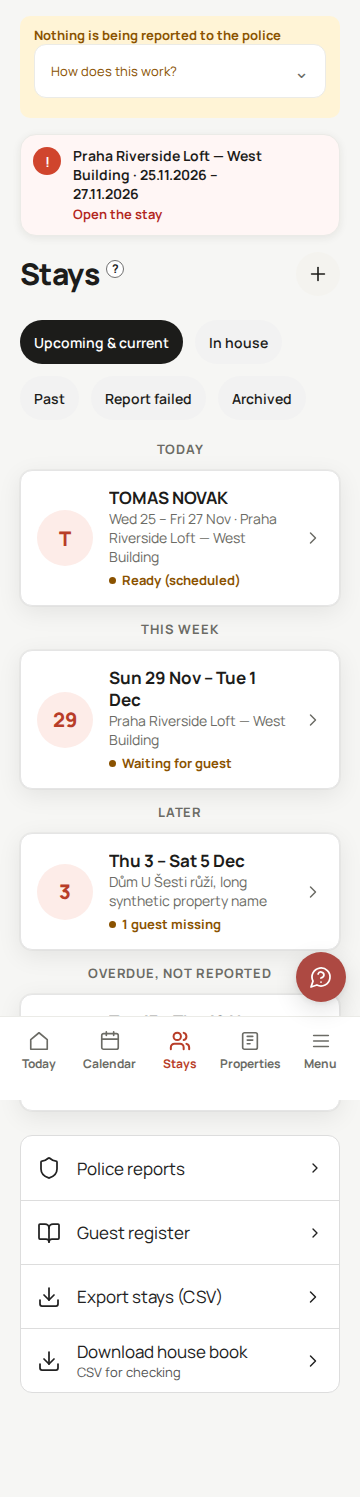 Nothing is being reported to the police
How does this work?
!
Praha Riverside Loft — West
Building · 25.11.2026 –
27.11.2026
Open the stay
Stays ?
Upcoming & current
In house
Past
Report failed
Archived
TODAY
T
TOMAS NOVAK
Wed 25 – Fri 27 Nov · Praha
Riverside Loft — West
Building
Ready (scheduled)
THIS WEEK
29
Sun 29 Nov – Tue 1
Dec
Praha Riverside Loft — West
Building
Waiting for guest
LATER
3
Thu 3 – Sat 5 Dec
Dům U Šesti růží, long
synthetic property name
1 guest missing
OVERDUE, NOT REPORTED
Today
Calendar
Stays
Properties
Menu
Police reports
Guest register
Export stays (CSV)
Download house book
CSV for checking